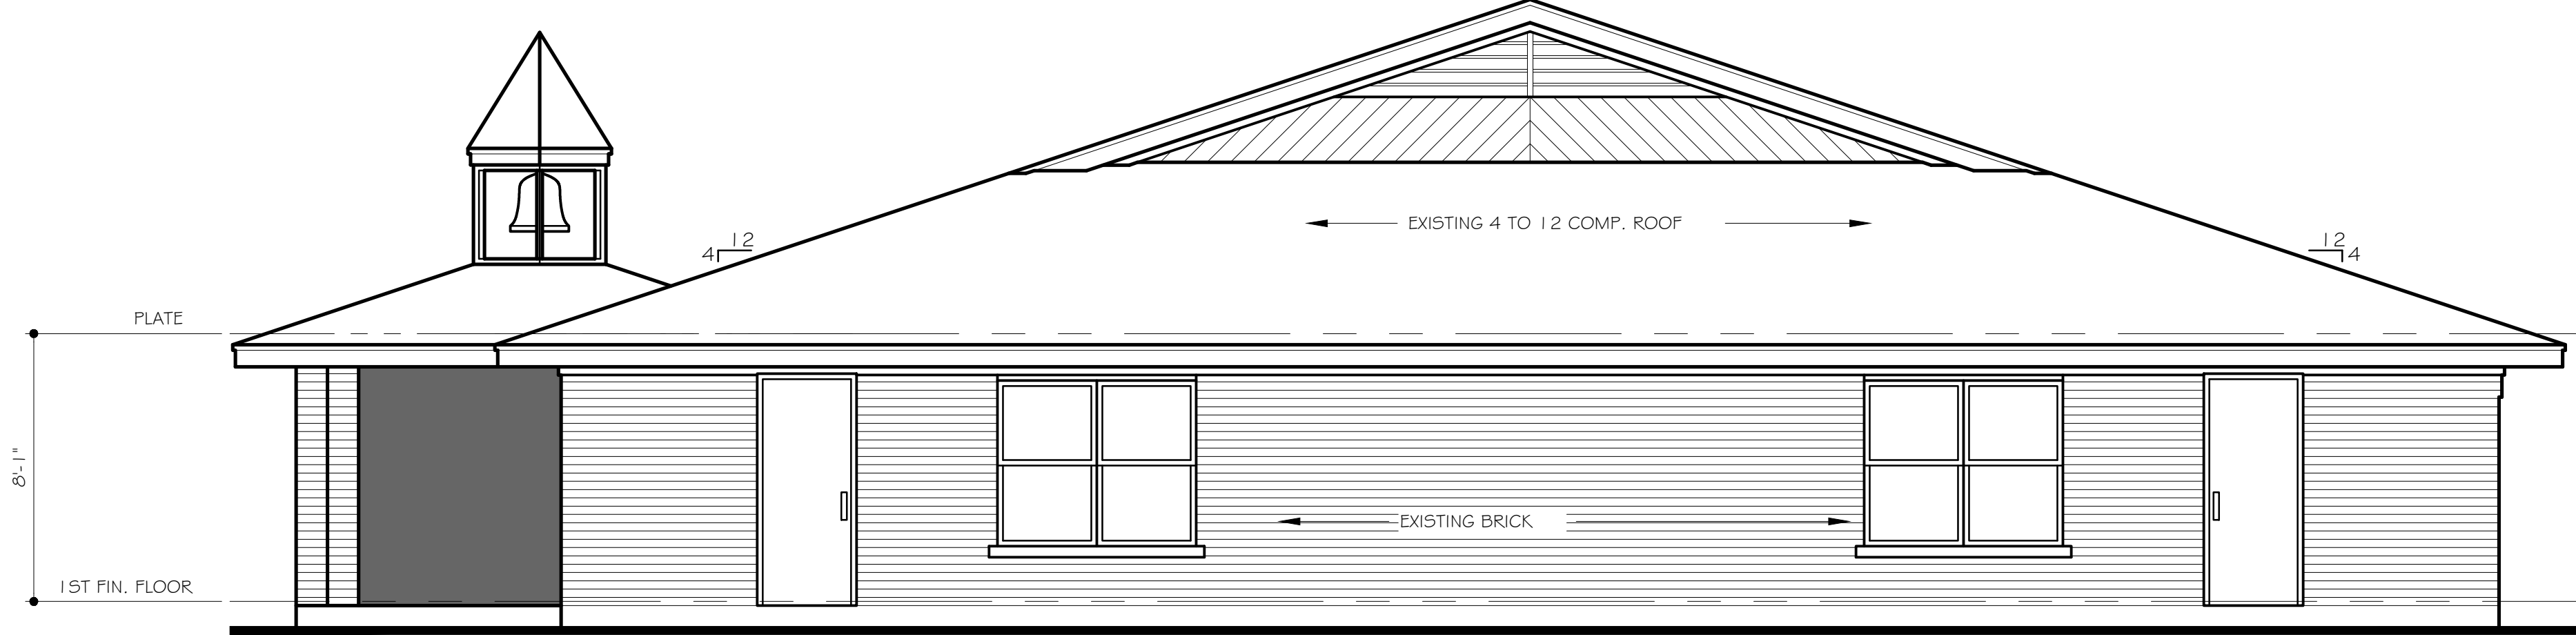 EXISTING 4 TO 12 COMP. ROOF
12
4
12
4
PLATE
8'-1"
EXISTING BRICK
1ST FIN. FLOOR